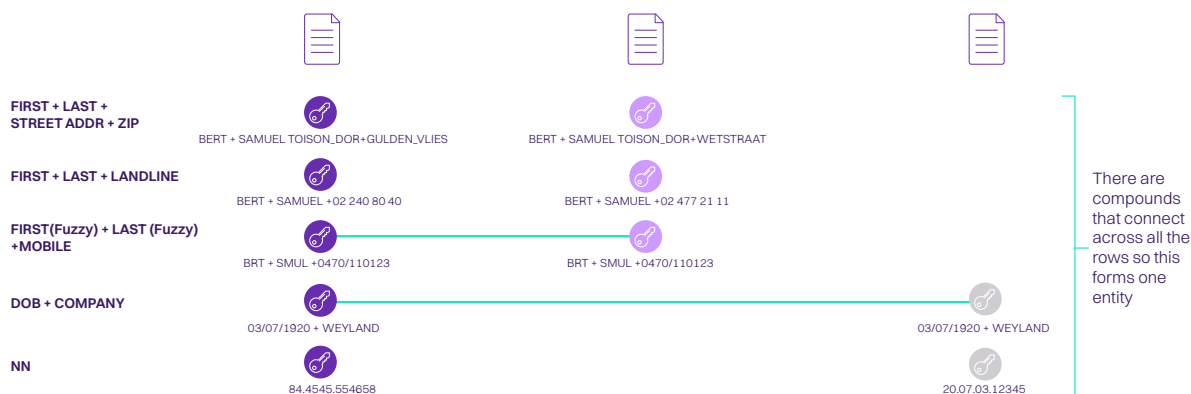 FIRST + LAST +
STREET ADDR + ZIP
BERT + SAMUEL TOISON_DOR+GULDEN_VLIES
BERT + SAMUEL TOISON_DOR+WETSTRAAT
FIRST + LAST + LANDLINE
BERT + SAMUEL +02 240 80 40
BERT + SAMUEL +02 477 21 11
FIRST(Fuzzy) + LAST (Fuzzy)
+MOBILE
BRT + SMUL +0470/110123
BRT + SMUL +0470/110123
DOB + COMPANY
03/07/1920 + WEYLAND
03/07/1920 + WEYLAND
NN
84.4545.554658
20.07.03.12345
There are
compounds
that connect
across all the
rows so this
forms one
entity